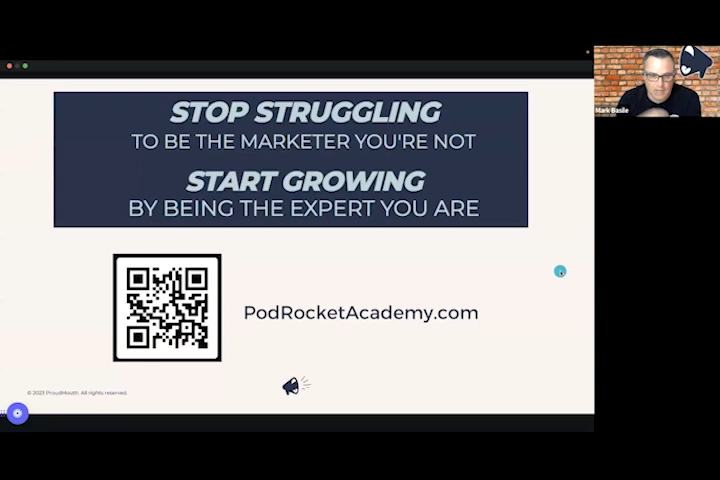 STOP STRUGGLING
TO BE THE MARKETER YOU'RE NOT
START GROWING
BY BEING THE EXPERT YOU ARE
PodRocketAcademy.com
© 2023 ProudMouth. All rights reserved.
Mark Basile